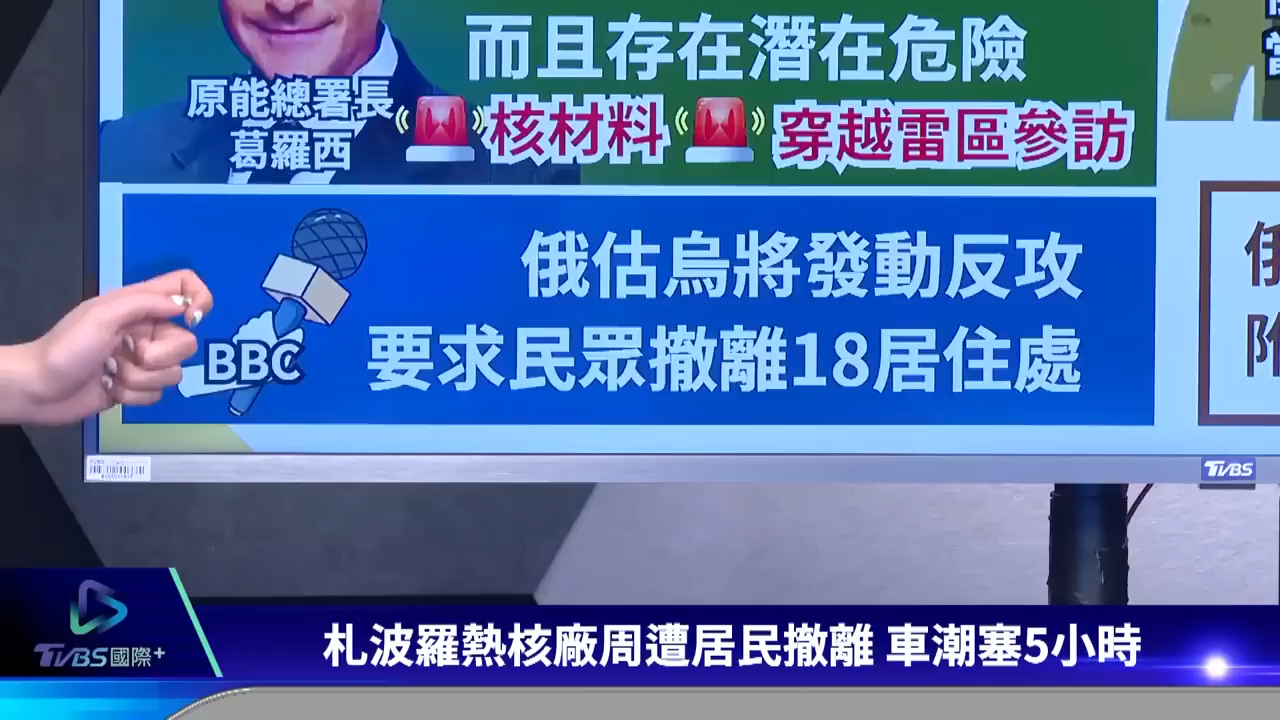 而且存在潛在危險
原能總署長
葛羅西
核材料
穿越雷區參訪
俄估烏將發動反攻
要求民眾撤離18居住處
BBC
TVBS
TVBS國際+
札波羅熱核廠周遭居民撤離 車潮塞5小時